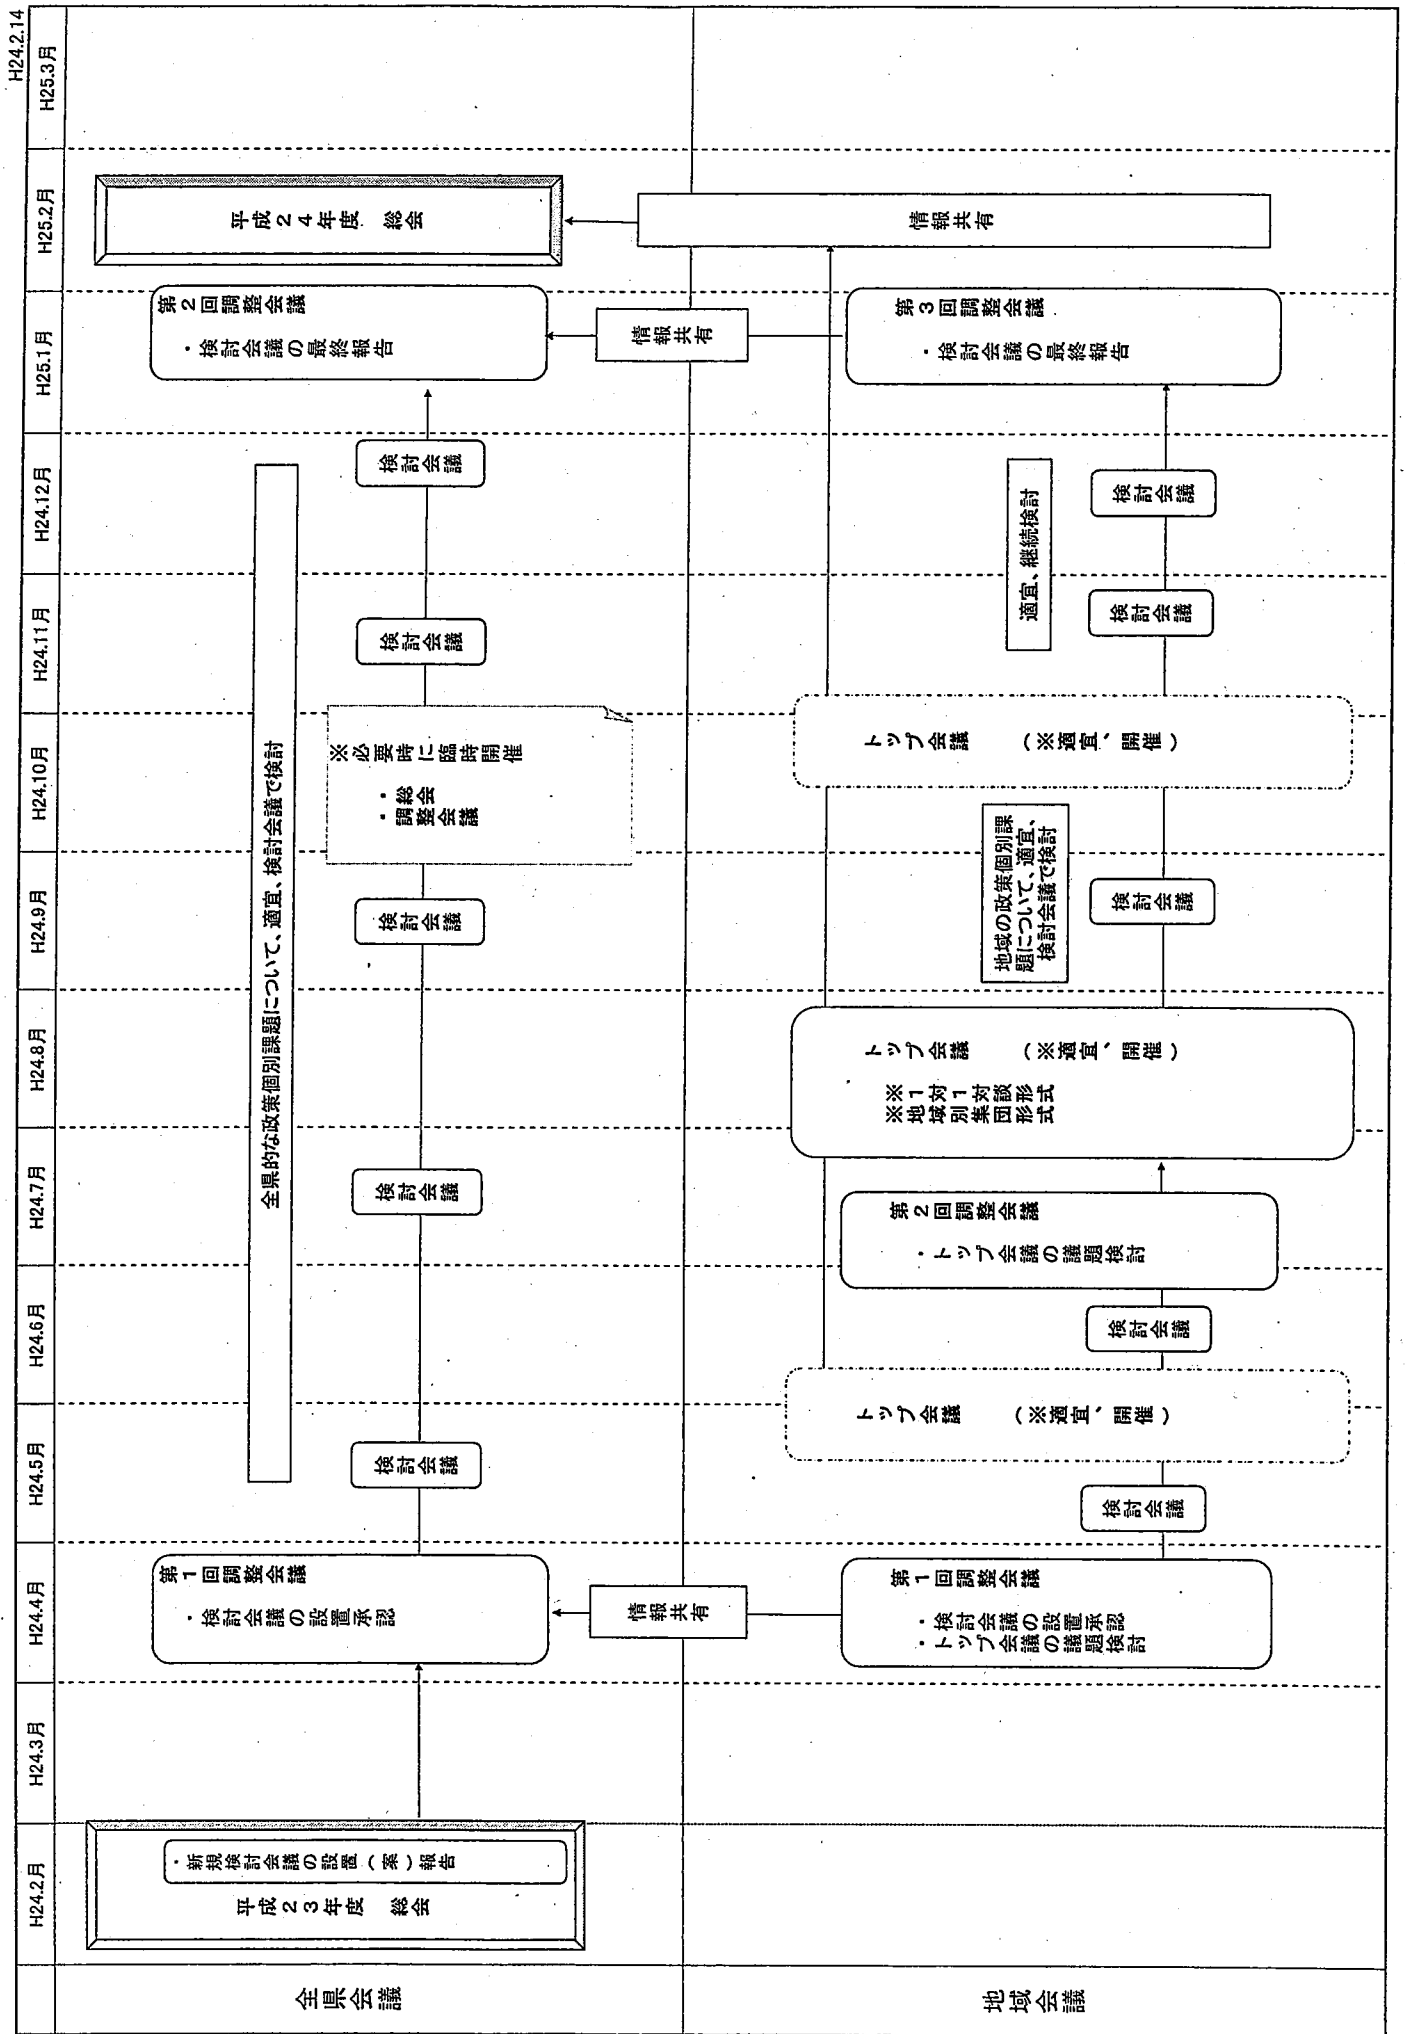 H24.2.14
H24.2月
H24.3月
H24.4月
H24.5月
H24.6月
H24.7月
H24.8月
H24.9月
H24.10月
H24.11月
H24.12月
H25.1月
H25.2月
H25.3月
全県会議
平成23年度 総会
・新規検討会議の設置(案)報告
第1回調整会議
・検討会議の設置承認
全県的な政策個別課題について、適宜、検討会議で検討
検討会議
検討会議
検討会議
※必要時に臨時開催
・総会
・調整会議
検討会議
検討会議
第2回調整会議
・検討会議の最終報告
平成24年度 総会
情報共有
情報共有
情報共有
地域会議
第1回調整会議
・検討会議の設置承認
・トップ会議の議題検討
検討会議
トップ会議 (※適宜、開催)
検討会議
第2回調整会議
・トップ会議の議題検討
トップ会議 (※適宜、開催)
※1対1対談形式
※地域別集団形式
地域の政策個別課
題について、適宜、
検討会議で検討
検討会議
トップ会議 (※適宜、開催)
適宜、継続検討
検討会議
検討会議
第3回調整会議
・検討会議の最終報告